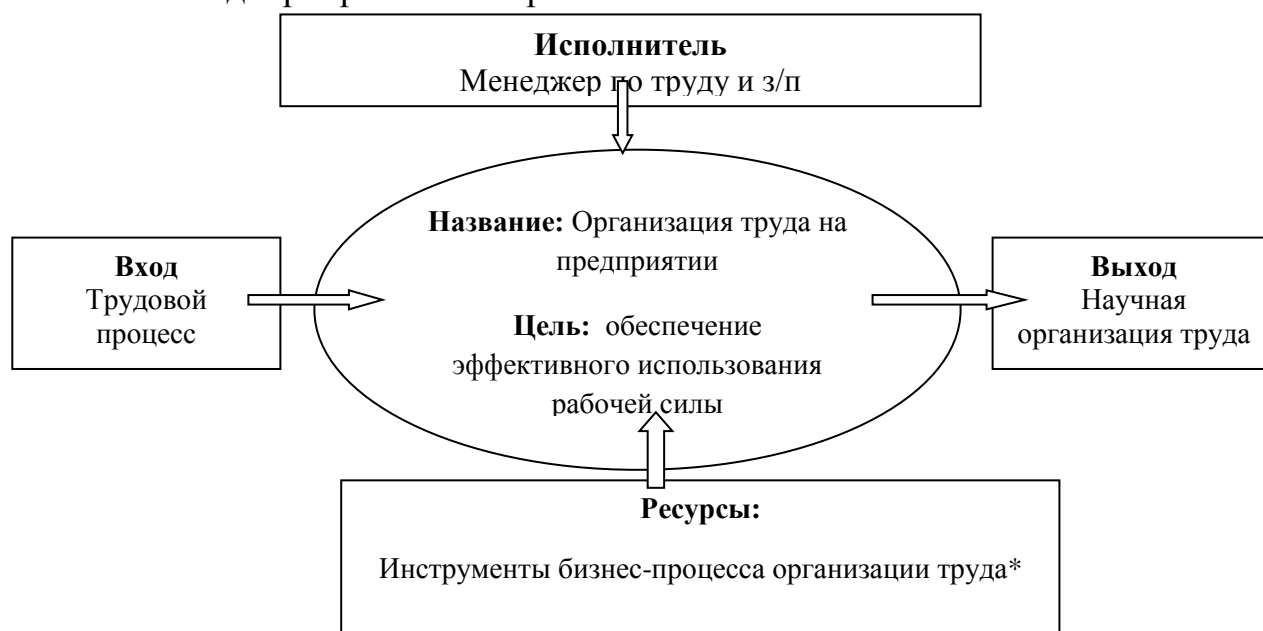 Исполнитель
Менеджер по труду и з/п
Название: Организация труда на
предприятии
Цель: обеспечение
эффективного использования
рабочей силы
Вход
Трудовой
процесс
Выход
Научная
организация труда
Ресурсы:
Инструменты бизнес-процесса организации труда*